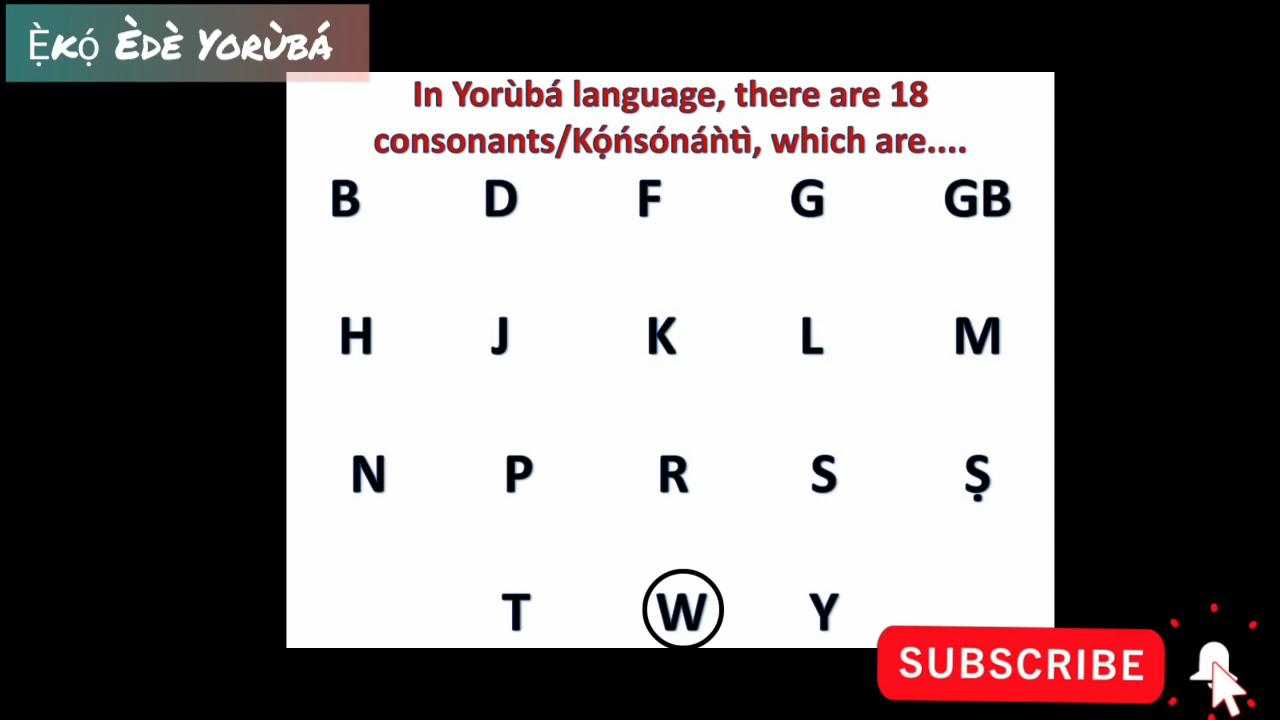 Ẹ̀kọ́ Èdè Yorùbá
In Yorùbá language, there are 18
consonants/Kọ́ńsónáǹtì, which are....
B D F G GB
H J K L M
N P R S Ṣ
T W Y
SUBSCRIBE